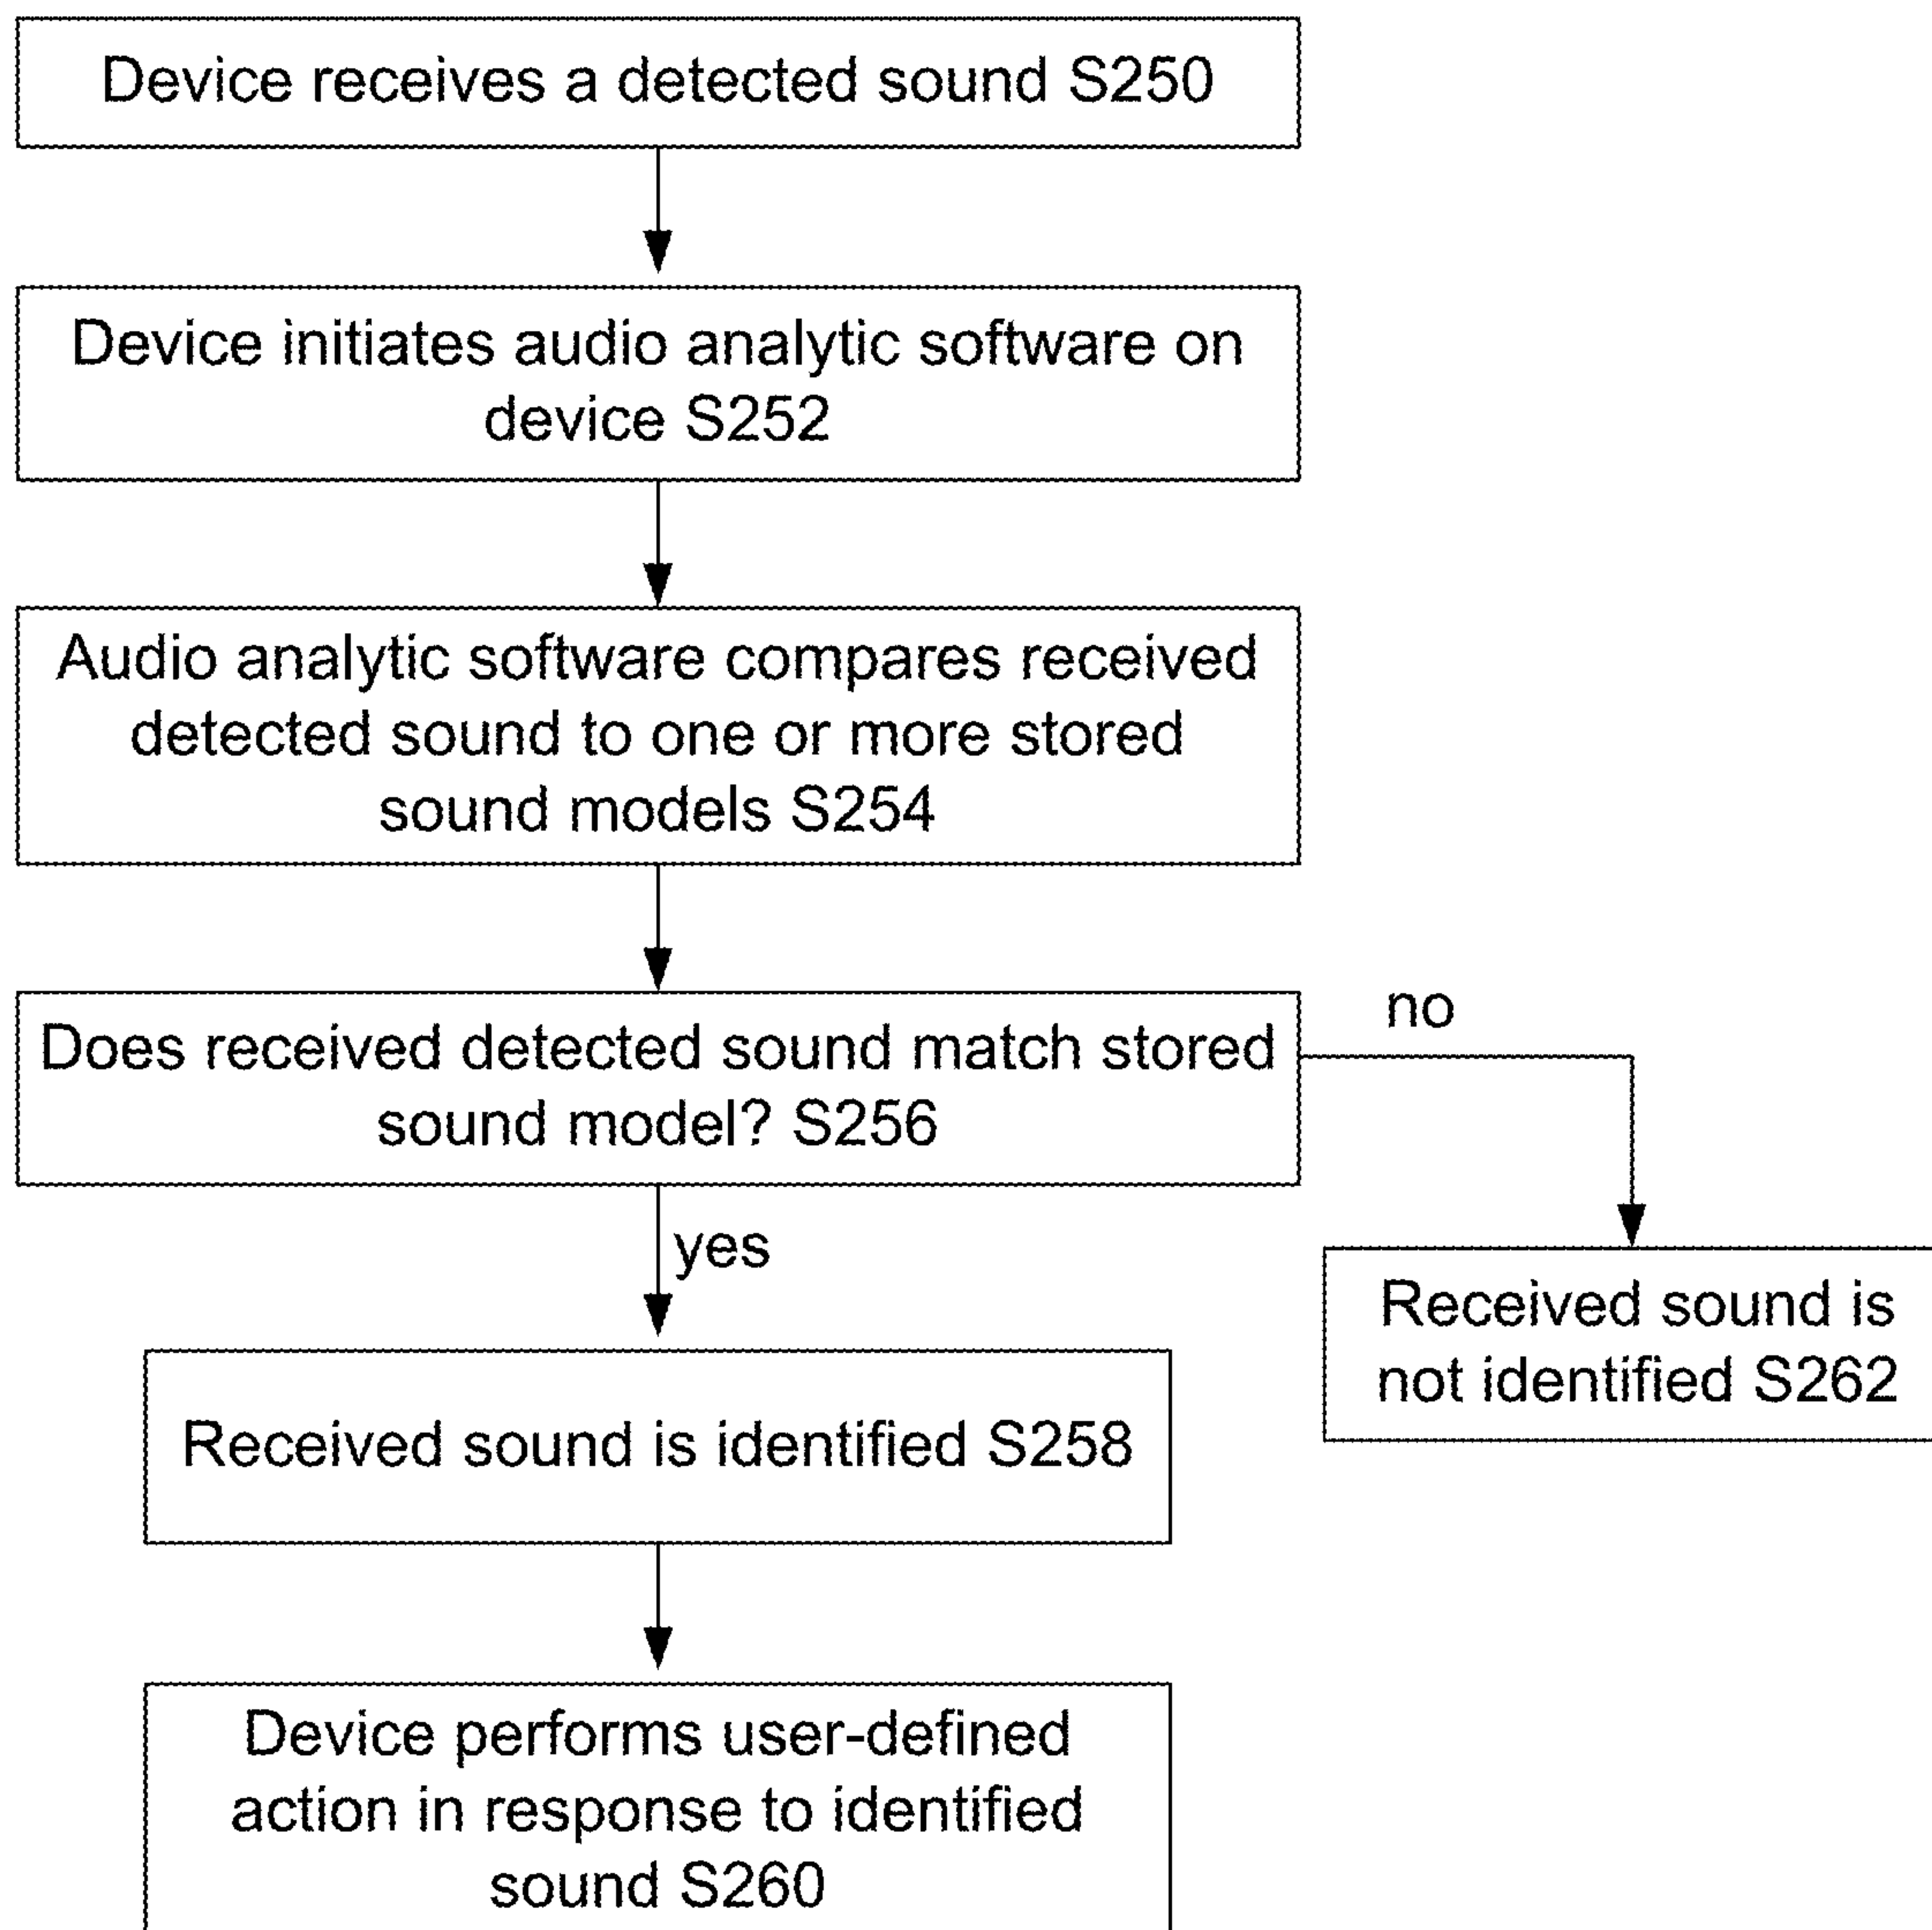 Device receives a detected sound S250
Device initiates audio analytic software on
device S252
Audio analytic software compares received
detected sound to one or more stored
sound models S254
Does received detected sound match stored
sound model? S256
no
yes
Received sound is
not identified S262
Received sound is identified S258
Device performs user-defined
action in response to identified
sound S260